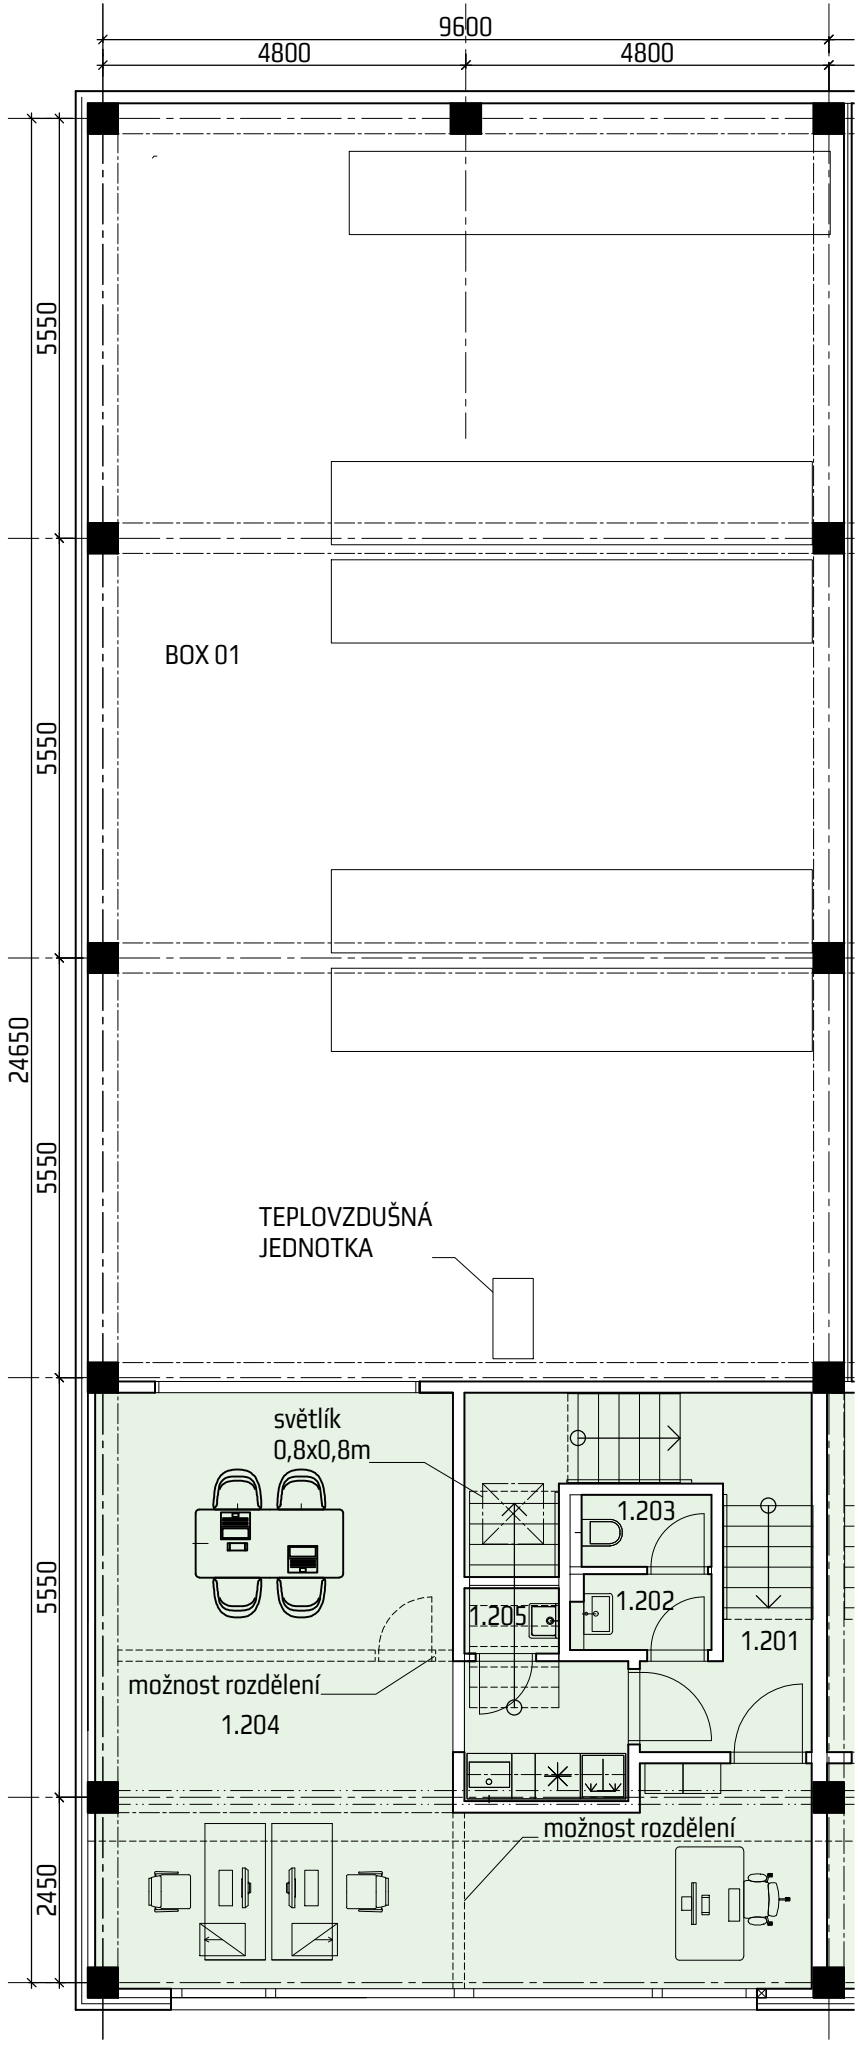 9600
4800
4800
5550
BOX 01
5550
24650
5550
TEPLOVZDUŠNÁ
JEDNOTKA
světlík
0,8x0,8m
1.203
5550
1.202
1.205
1.201
možnost rozdělení
1.204
možnost rozdělení
2450